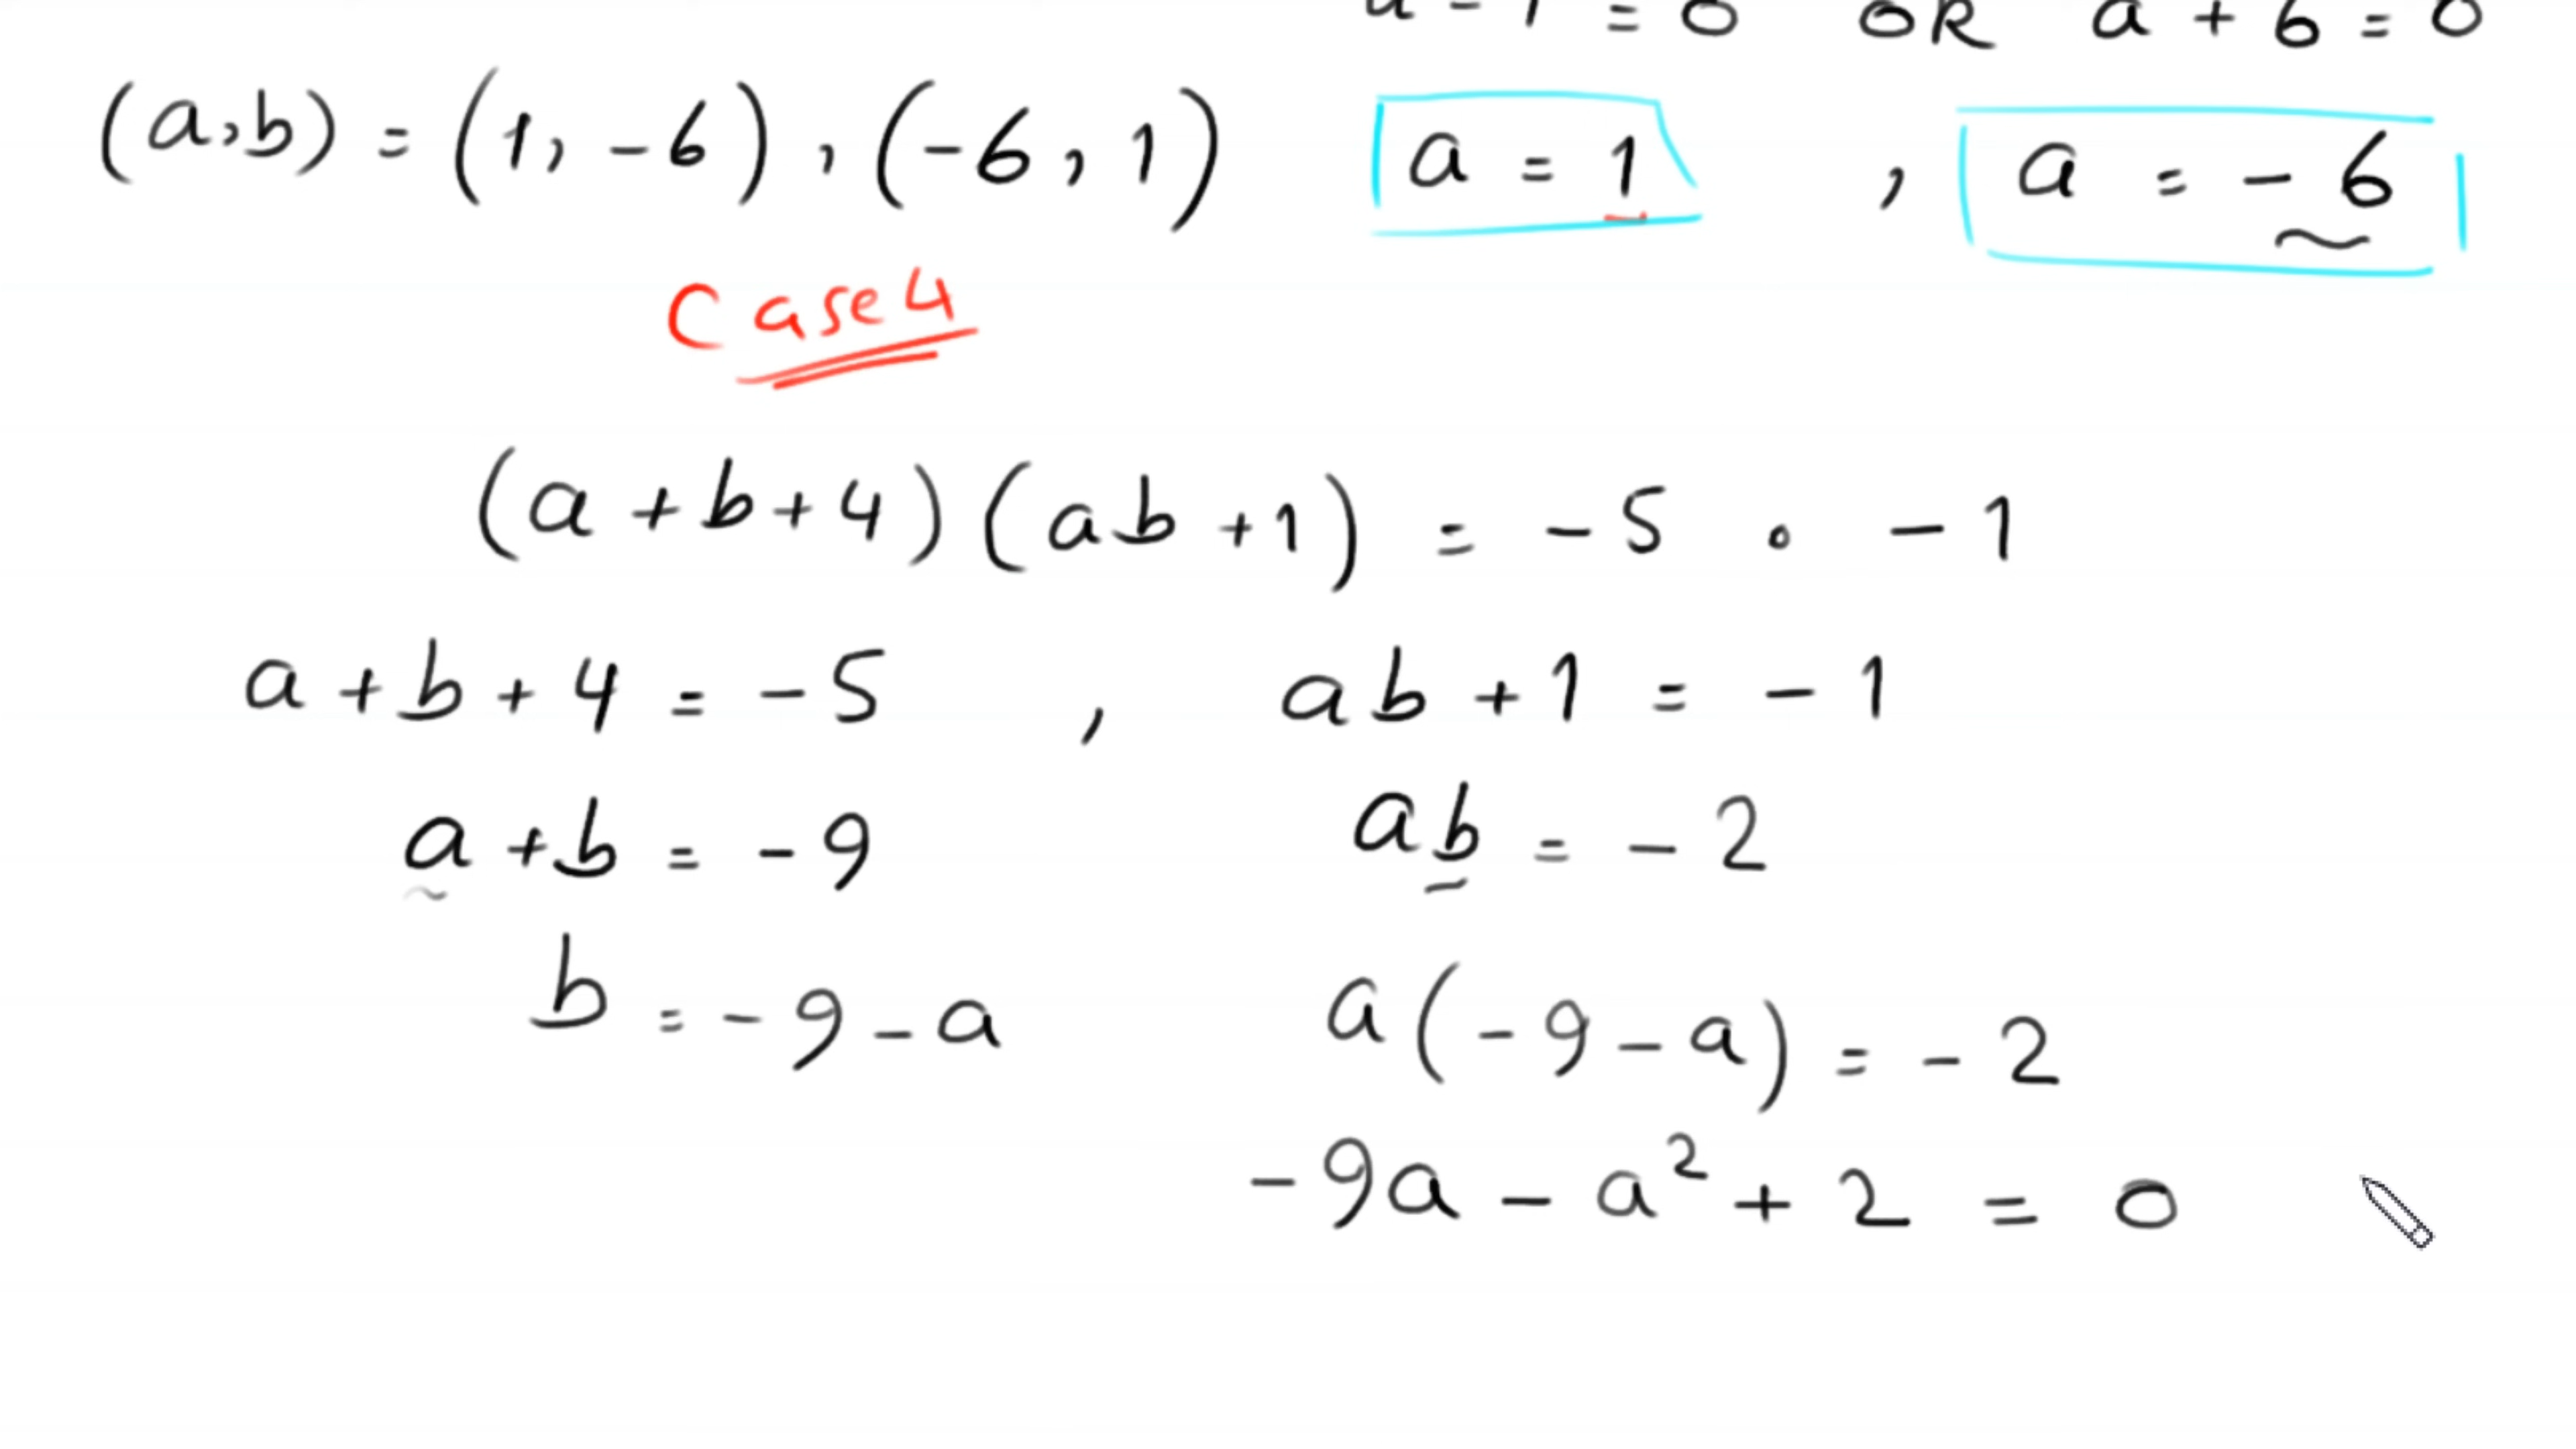 a - 1 = 0 OR a + 6 = 0
(a,b) = (1, -6), (-6, 1) a = 1 , a = -6
Case 4
(a + b + 4)(ab + 1) = -5 · -1
a + b + 4 = -5 , ab + 1 = -1
a + b = -9 ab = -2
b = -9 - a a(-9 - a) = -2
-9a - a² + 2 = 0